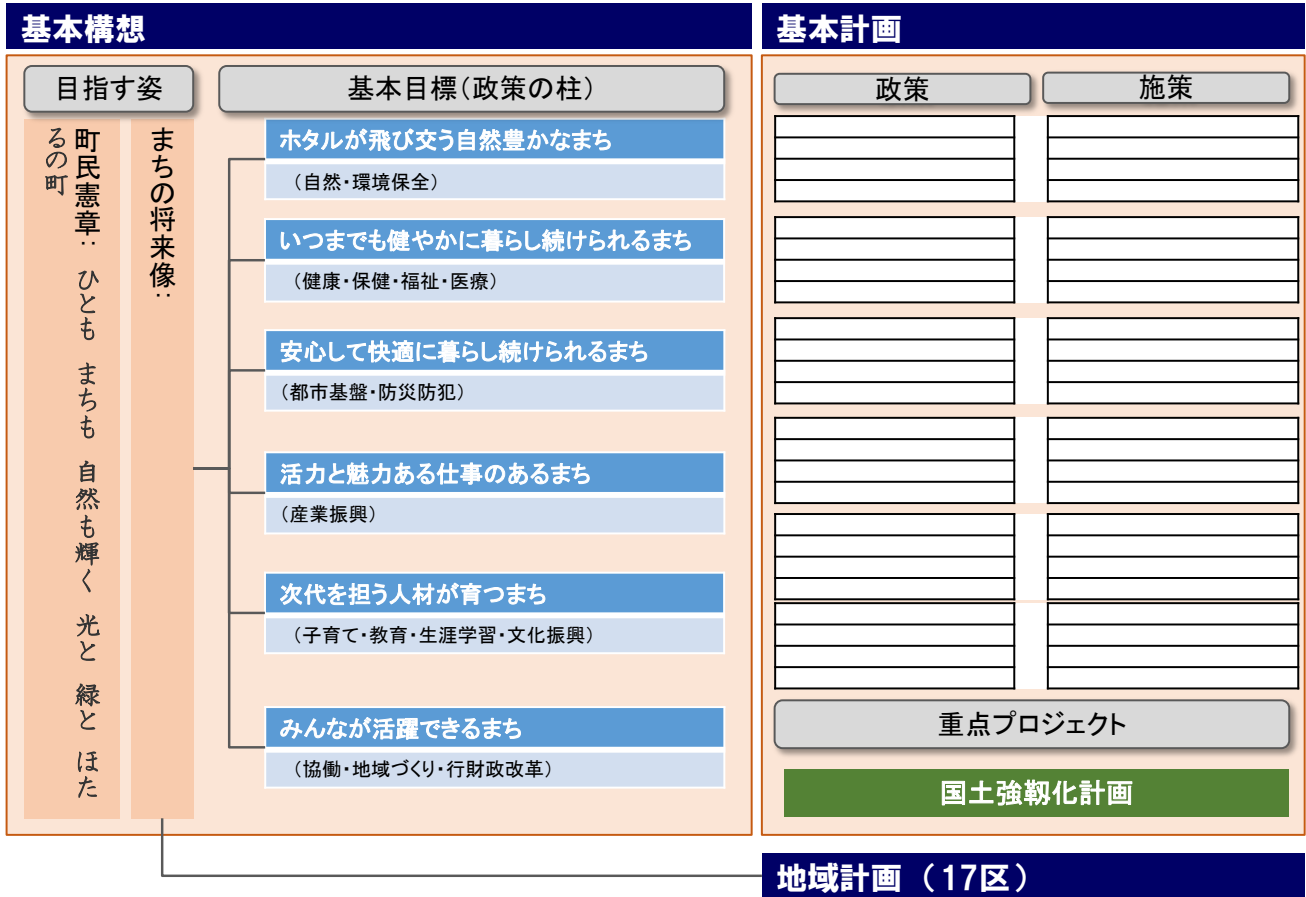 基本構想
目指す姿
基本目標（政策の柱）
町民憲章： ひとも まちも 自然も輝く 光と 緑と ほた
るの町
まちの将来像：
ホタルが飛び交う自然豊かなまち
（自然・環境保全）
いつまでも健やかに暮らし続けられるまち
（健康・保健・福祉・医療）
安心して快適に暮らし続けられるまち
（都市基盤・防災防犯）
活力と魅力ある仕事のあるまち
（産業振興）
次代を担う人材が育つまち
（子育て・教育・生涯学習・文化振興）
みんなが活躍できるまち
（協働・地域づくり・行財政改革）
基本計画
政策
施策
重点プロジェクト
国土強靱化計画
地域計画（17区）